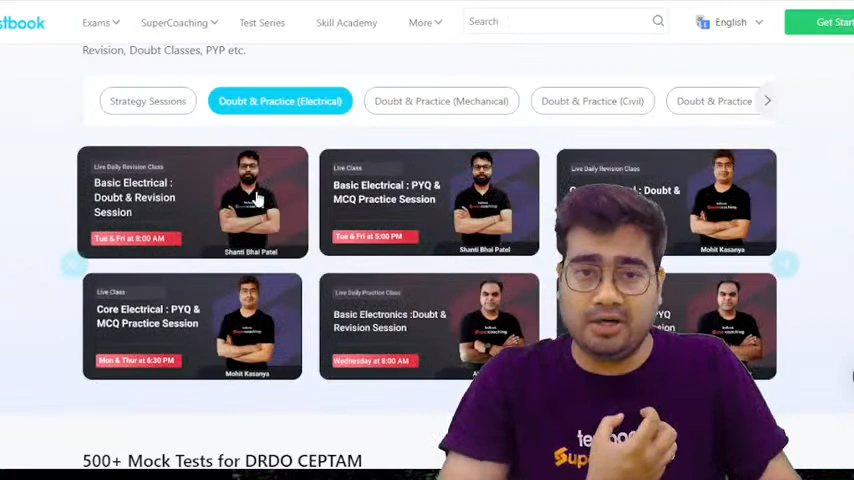 stbook
Exams
SuperCoaching
Test Series
Skill Academy
More
Search
English
Get Start
Revision, Doubt Classes, PYP etc.
Strategy Sessions
Doubt & Practice (Electrical)
Doubt & Practice (Mechanical)
Doubt & Practice (Civil)
Doubt & Practice
Live Daily Revision Class
Basic Electrical :
Doubt & Revision
Session
Tue & Fri at 8:00 AM
Shanti Bhai Patel
Live Class
Basic Electrical : PYQ &
MCQ Practice Session
Tue & Fri at 5:00 PM
Shanti Bhai Patel
Live Daily Revision Class
Doubt &
Mohit Kasanya
Live Class
Core Electrical : PYQ &
MCQ Practice Session
Mon & Thur at 6:30 PM
Mohit Kasanya
Live Daily Practice Class
Basic Electronics :Doubt &
Revision Session
Wednesday at 8:00 AM
PYQ &
500+ Mock Tests for DRDO CEPTAM